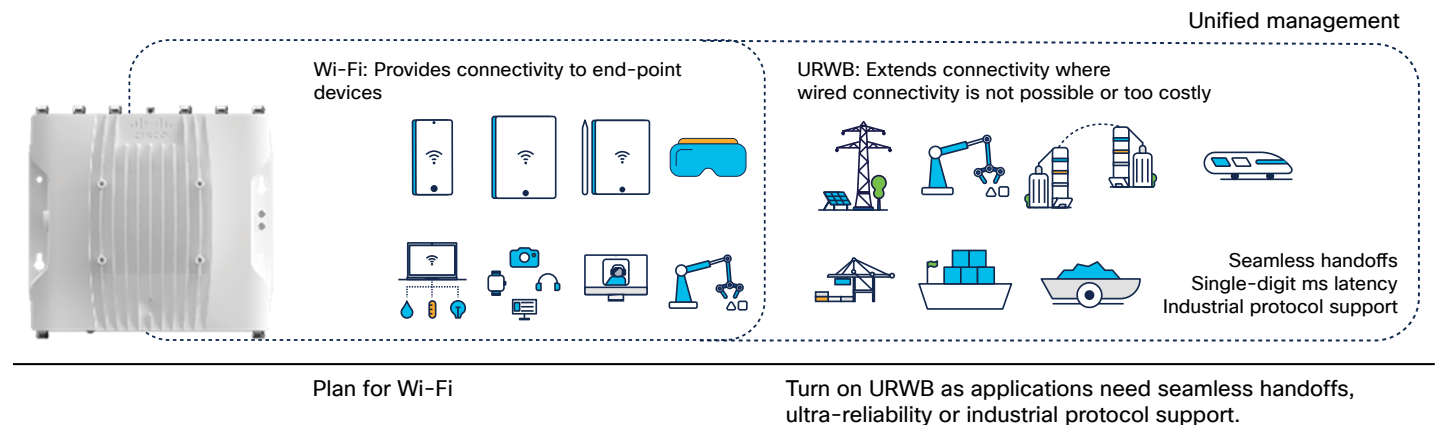 Unified management
Wi-Fi: Provides connectivity to end-point
devices
URWB: Extends connectivity where
wired connectivity is not possible or too costly
Seamless handoffs
Single-digit ms latency
Industrial protocol support
Plan for Wi-Fi
Turn on URWB as applications need seamless handoffs,
ultra-reliability or industrial protocol support.